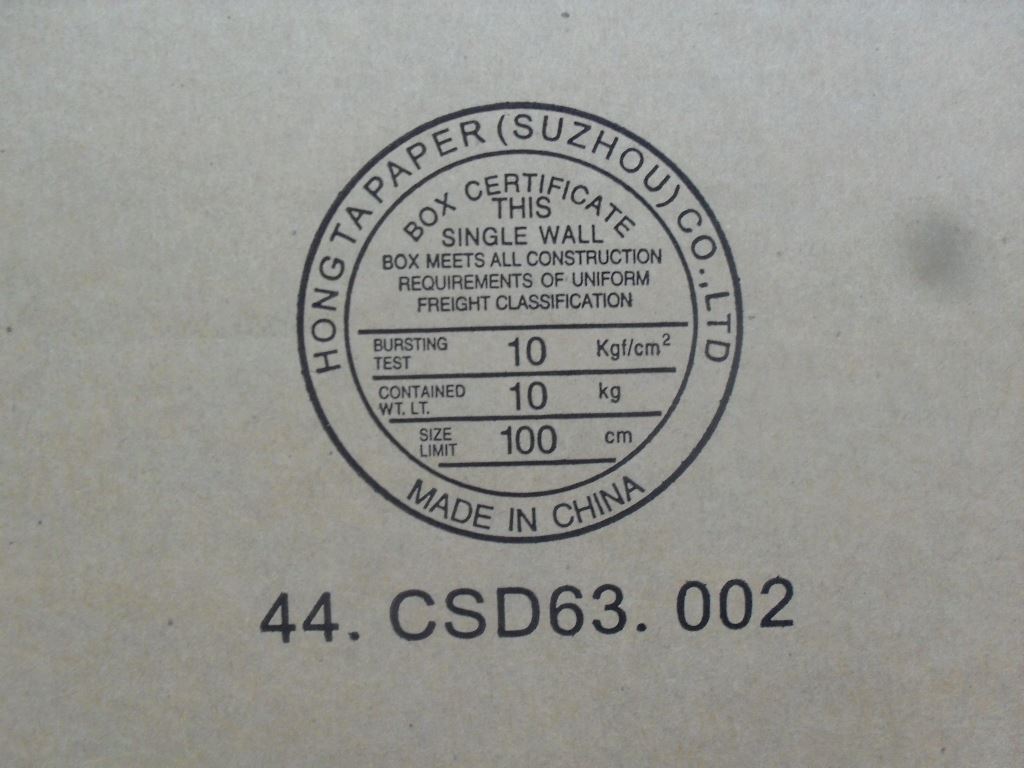 HONG TA PAPER (SUZHOU) CO.,LTD
BOX CERTIFICATE
THIS
SINGLE WALL
BOX MEETS ALL CONSTRUCTION
REQUIREMENTS OF UNIFORM
FREIGHT CLASSIFICATION
BURSTING TEST 10 Kgf/cm²
CONTAINED WT. LT. 10 kg
SIZE LIMIT 100 cm
MADE IN CHINA
44. CSD63. 002